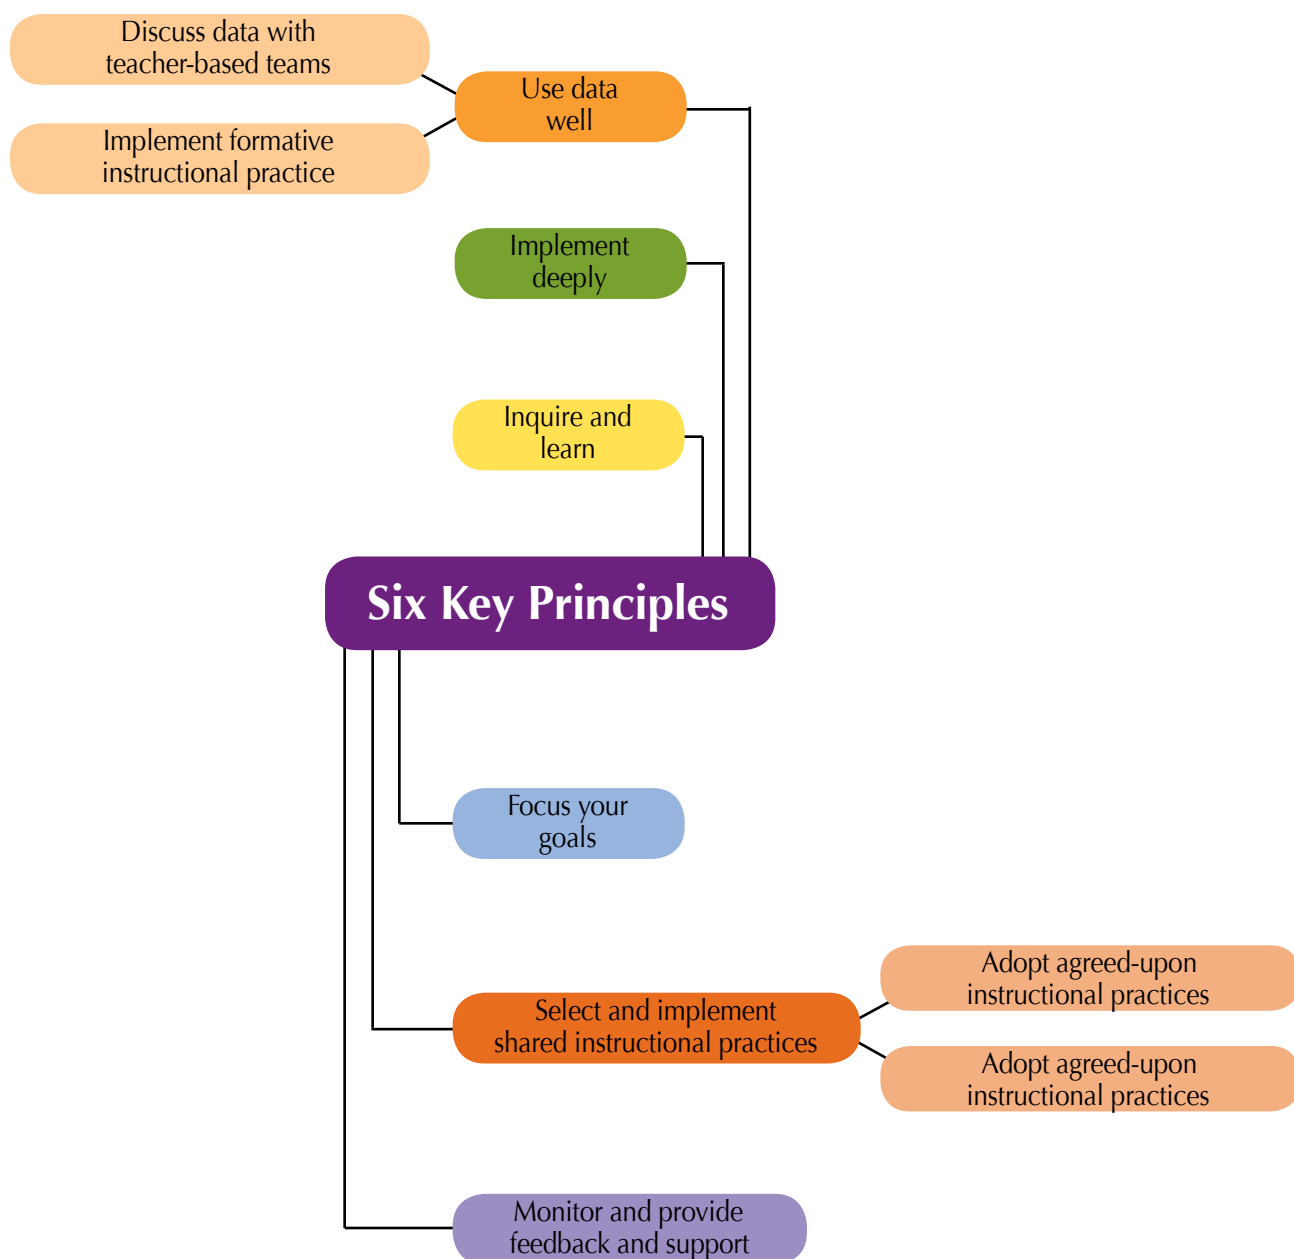 Discuss data with
teacher-based teams
Use data
well
Implement formative
instructional practice
Implement
deeply
Inquire and
learn
Six Key Principles
Focus your
goals
Adopt agreed-upon
instructional practices
Select and implement
shared instructional practices
Adopt agreed-upon
instructional practices
Monitor and provide
feedback and support